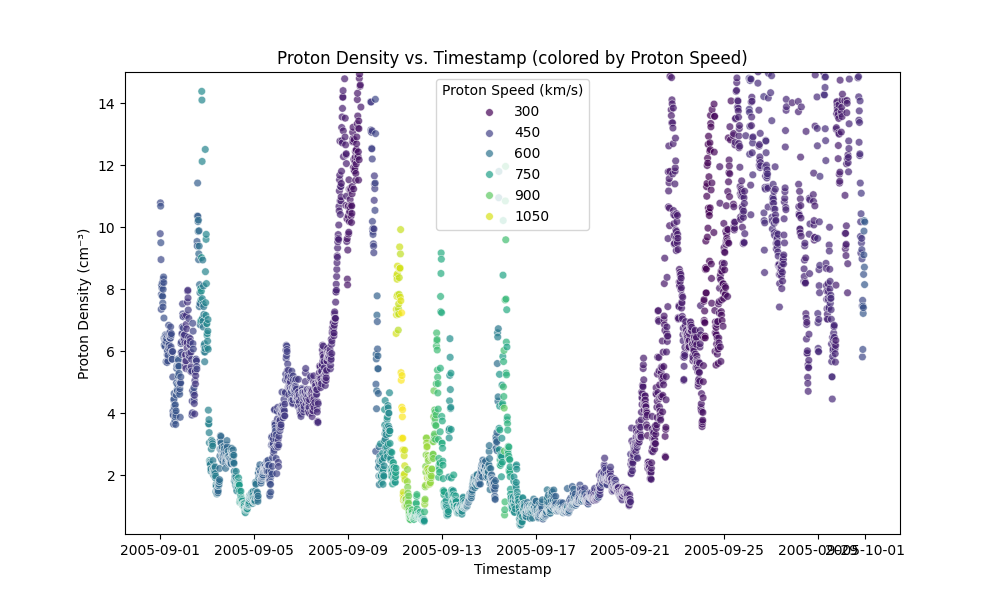 Proton Density vs. Timestamp (colored by Proton Speed)
Proton Density (cm⁻³)
14
12
10
8
6
4
2
Proton Speed (km/s)
300
450
600
750
900
1050
2005-09-01 2005-09-05 2005-09-09 2005-09-13 2005-09-17 2005-09-21 2005-09-25 2005-09-29 2005-10-01
Timestamp